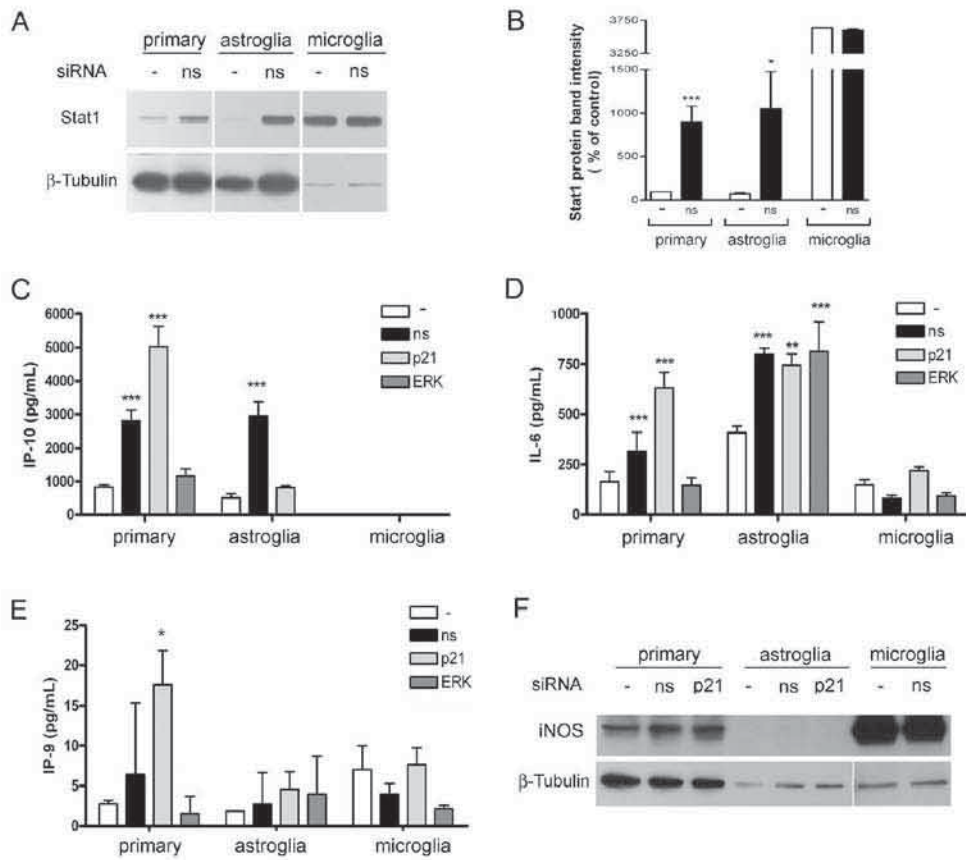 A
primary astroglia microglia
siRNA - ns - ns - ns
Stat1
β-Tubulin
B
Stat1 protein band intensity
( % of control)
3750
3250
1500
1000
500
0
***
*
- ns - ns - ns
primary astroglia microglia
C
IP-10 (pg/mL)
6000
5000
4000
3000
2000
1000
0
***
***
***
-
ns
p21
ERK
primary astroglia microglia
D
IL-6 (pg/mL)
1000
750
500
250
0
***
***
***
**
***
-
ns
p21
ERK
primary astroglia microglia
E
IP-9 (pg/mL)
25
20
15
10
5
0
*
-
ns
p21
ERK
primary astroglia microglia
F
primary astroglia microglia
siRNA - ns p21 - ns p21 - ns
iNOS
β-Tubulin